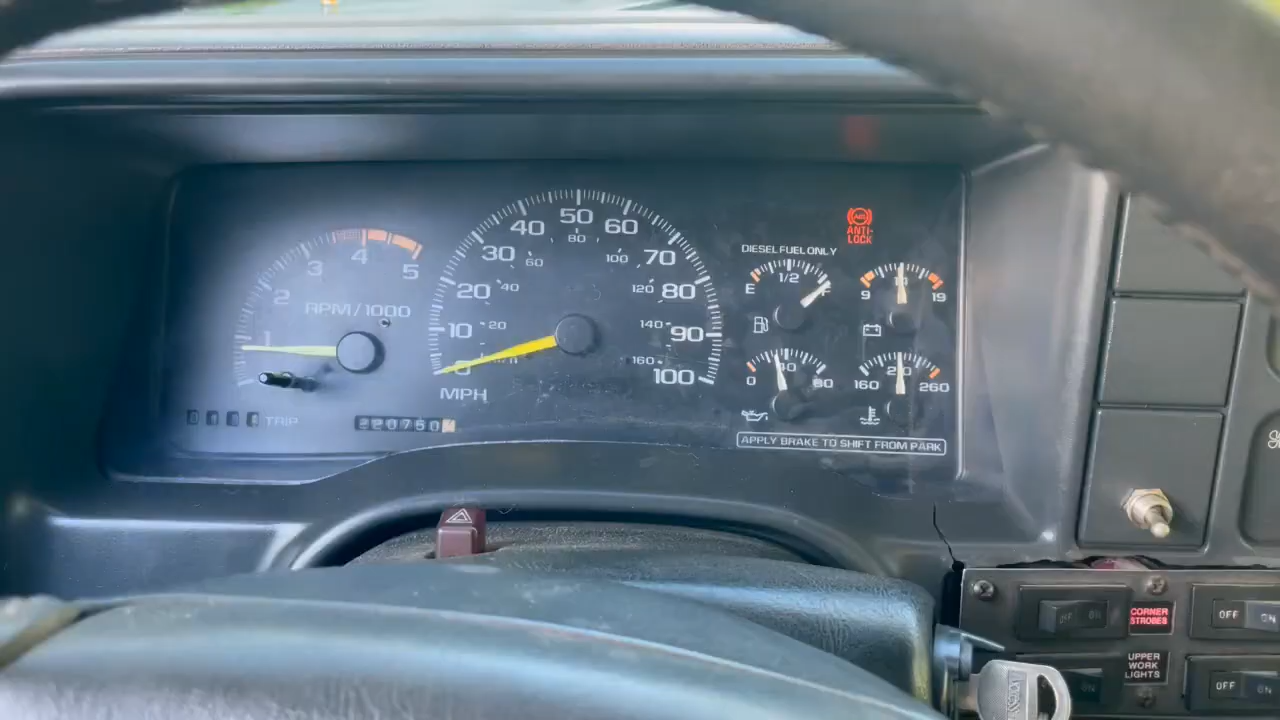 50
40
60
80
30
60
100
70
20
40
120
80
10
20
140
90
0
160
100
MPH
1
2
3
4
5
RPM/1000
TRIP
220750
ABS
ANTI-
LOCK
DIESEL FUEL ONLY
E 1/2 F
9 19
0 40 80
160 260
APPLY BRAKE TO SHIFT FROM PARK
OFF ON
CORNER
STROBES
OFF ON
UPPER
WORK
LIGHTS
OFF ON